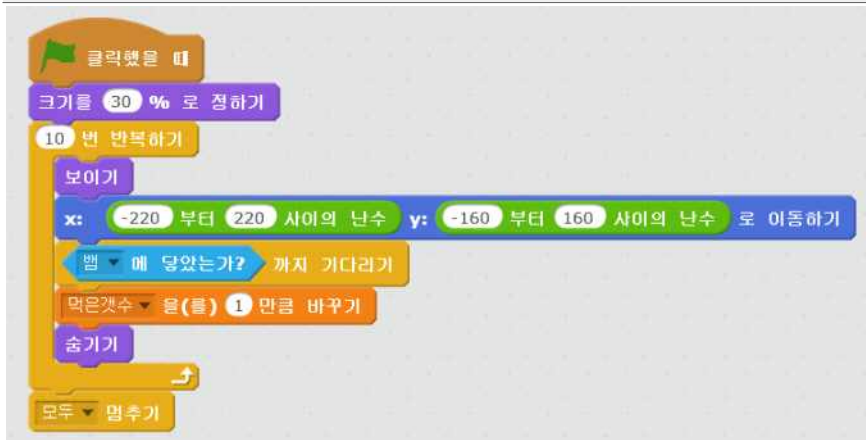 클릭했을 때
크기를 30 % 로 정하기
10 번 반복하기
보이기
x: -220 부터 220 사이의 난수 y: -160 부터 160 사이의 난수 로 이동하기
뱀 에 닿았는가? 까지 기다리기
먹은갯수 을(를) 1 만큼 바꾸기
숨기기
모두 멈추기